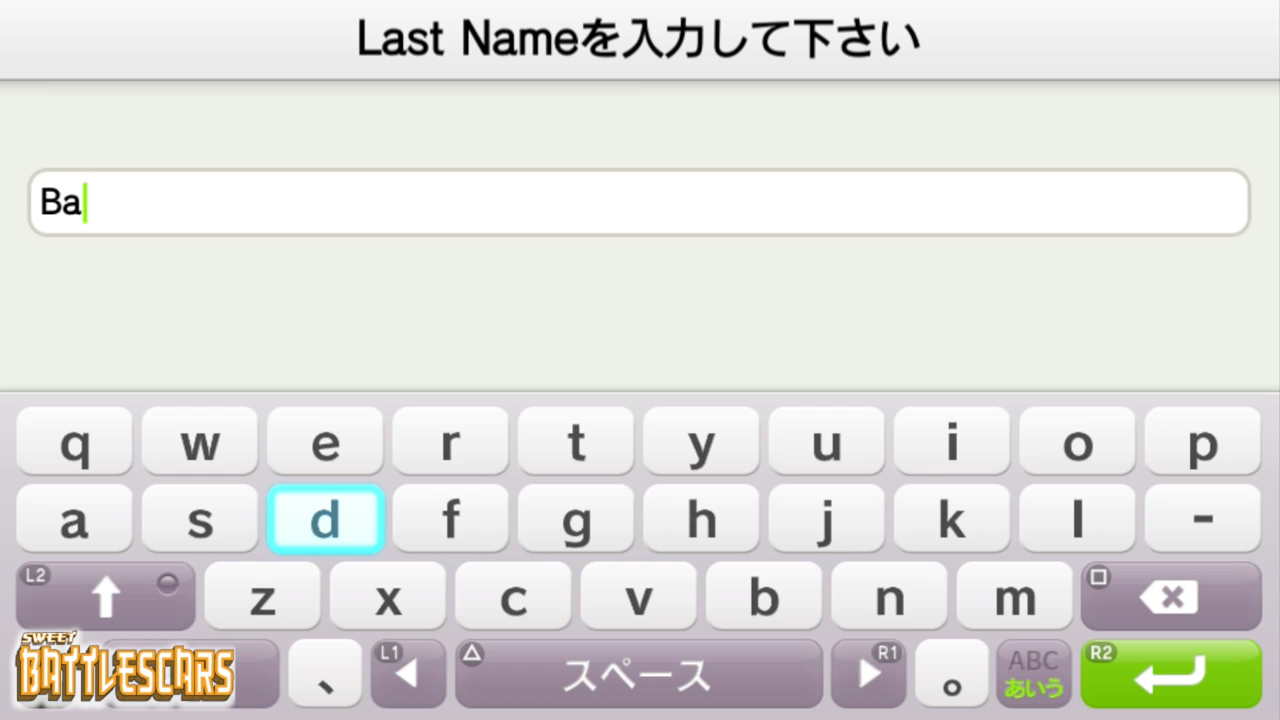 Last Nameを入力して下さい
Ba
q w e r t y u i o p
a s d f g h j k l -
L2 z x c v b n m
、 L1 スペース R1 。 ABC あいう R2
SWEET
BATTLESCARS